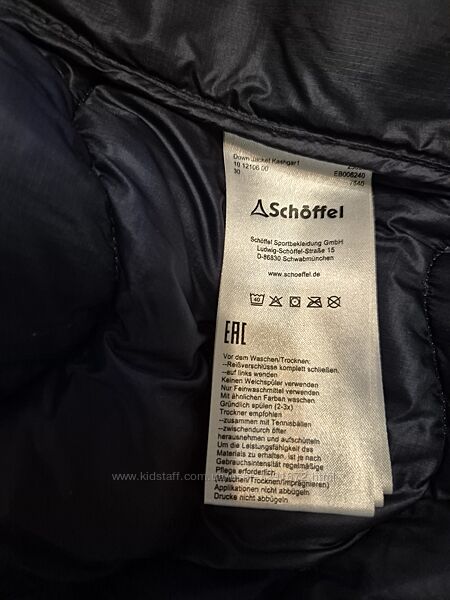 Down Jacket Kashgar1
10 12106 00
EB006240
30
7840
Schöffel
Schöffel Sportbekleidung GmbH
Ludwig-Schöffel-Straße 15
D-86830 Schwabmünchen
www.schoeffel.de
40
EAC
Vor dem Waschen/Trocknen:
--Reißverschlüsse komplett schließen.
--auf links wenden
Keinen Weichspüler verwenden
Nur Feinwaschmittel verwenden
Mit ähnlichen Farben waschen
Gründlich spülen (2-3x)
Trockner empfohlen
--zusammen mit Tennisbällen
--zwischendurch öfter
herausnehmen und aufschütteln
Um die Leistungsfähigkeit des
Materials zu erhalten, ist je nach
Gebrauchsintensität regelmäßige
Pflege erforderlich.
(Waschen/Trocknen/Imprägnieren)
Applikationen nicht abbügeln
Drucke nicht abbügeln.
www.kidstaff.com